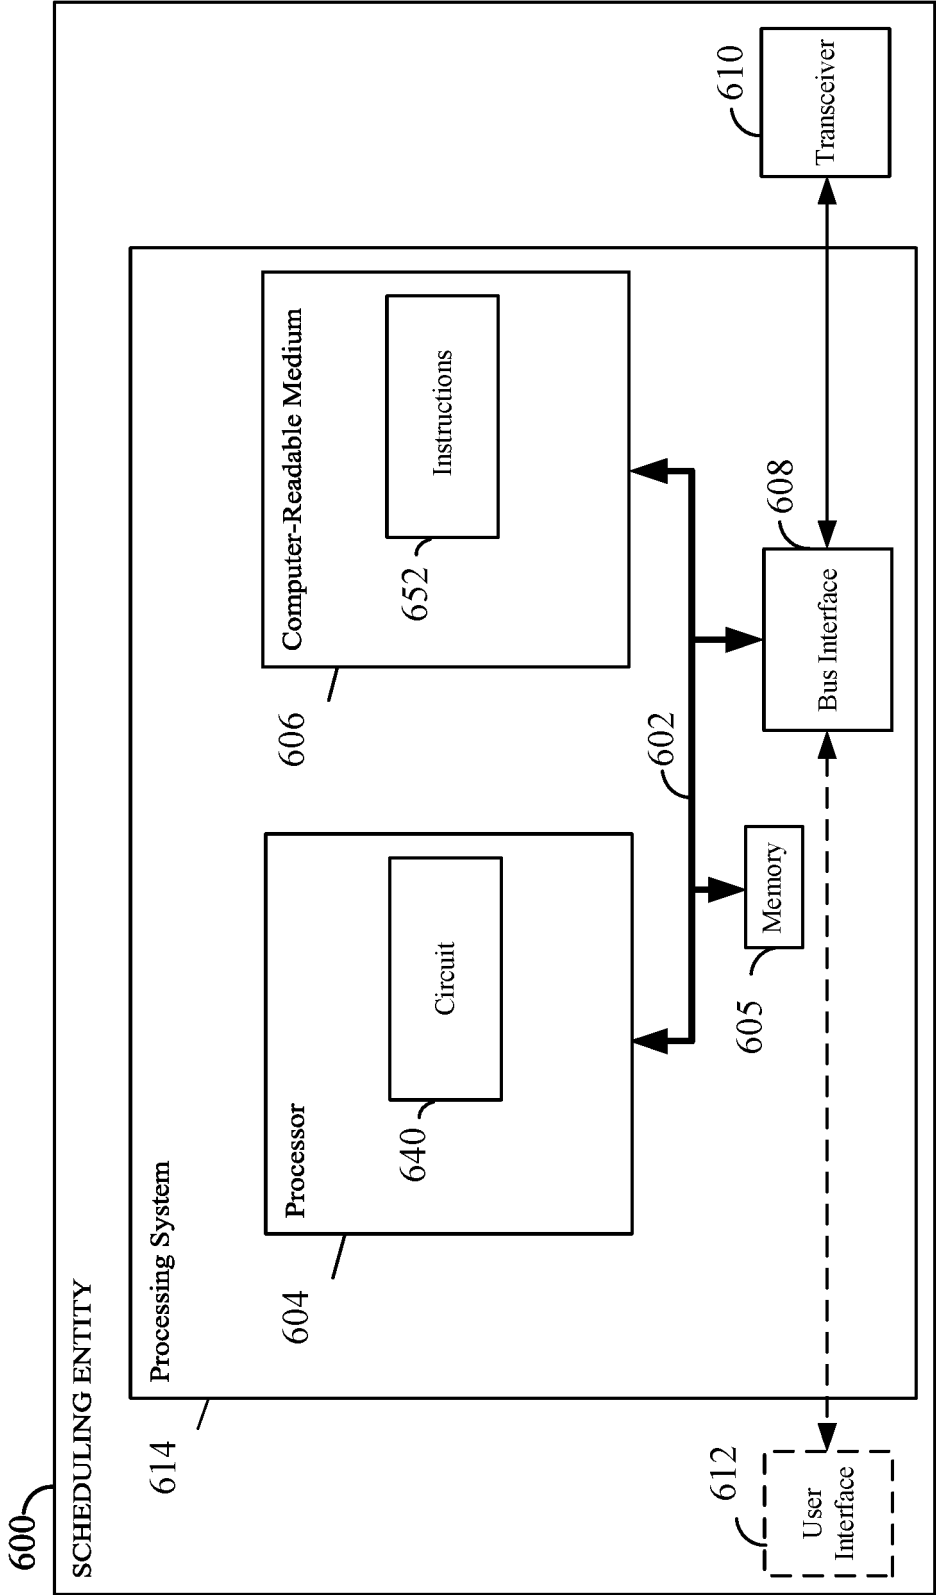 600
SCHEDULING ENTITY
614
Processing System
604
Processor
640
Circuit
606
Computer-Readable Medium
652
Instructions
602
605
Memory
608
Bus Interface
612
User
Interface
610
Transceiver